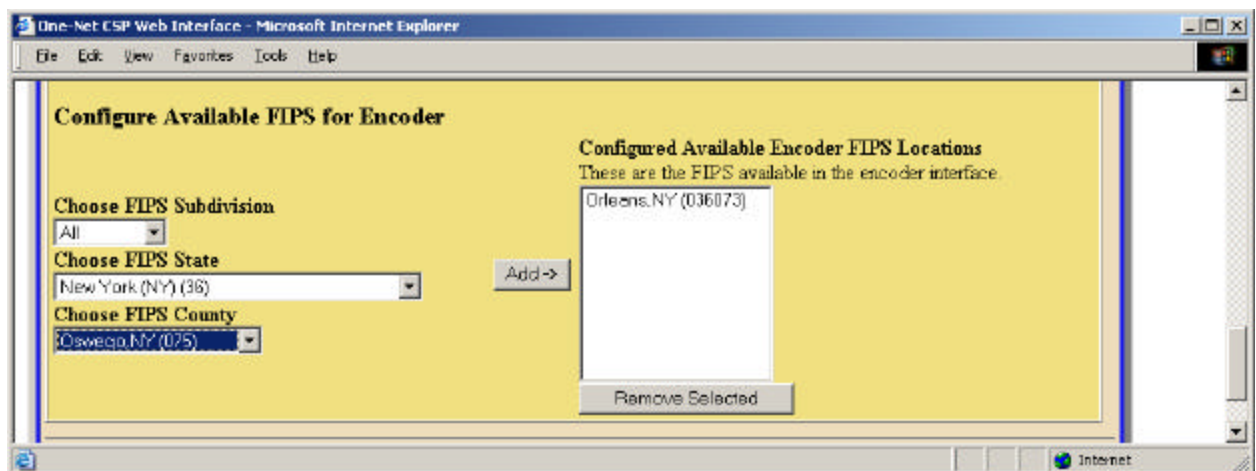 One-Net CSP Web Interface - Microsoft Internet Explorer
File Edit View Favorites Tools Help
Configure Available FIPS for Encoder
Configured Available Encoder FIPS Locations
These are the FIPS available in the encoder interface.
Orleans,NY (036073)
Choose FIPS Subdivision
All
Choose FIPS State
New York (NY) (36)
Add ->
Choose FIPS County
Oswego,NY (075)
Remove Selected
Internet